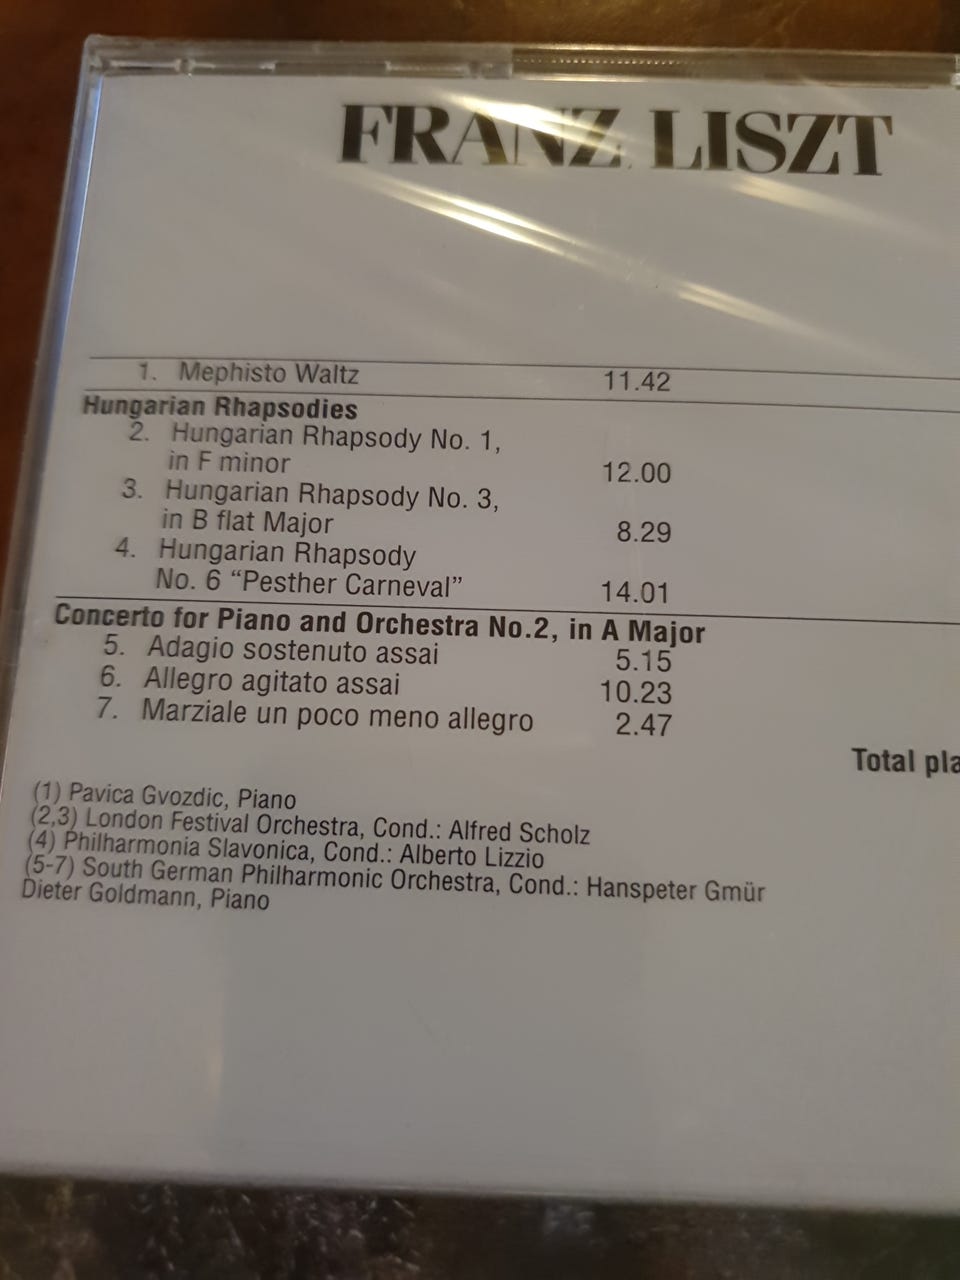 FRANZ LISZT
1. Mephisto Waltz 11.42
Hungarian Rhapsodies
2. Hungarian Rhapsody No. 1,
in F minor 12.00
3. Hungarian Rhapsody No. 3,
in B flat Major 8.29
4. Hungarian Rhapsody
No. 6 “Pesther Carneval” 14.01
Concerto for Piano and Orchestra No.2, in A Major
5. Adagio sostenuto assai 5.15
6. Allegro agitato assai 10.23
7. Marziale un poco meno allegro 2.47
Total
(1) Pavica Gvozdic, Piano
(2,3) London Festival Orchestra, Cond.: Alfred Scholz
(4) Philharmonia Slavonica, Cond.: Alberto Lizzio
(5-7) South German Philharmonic Orchestra, Cond.: Hanspeter Gmür
Dieter Goldmann, Piano